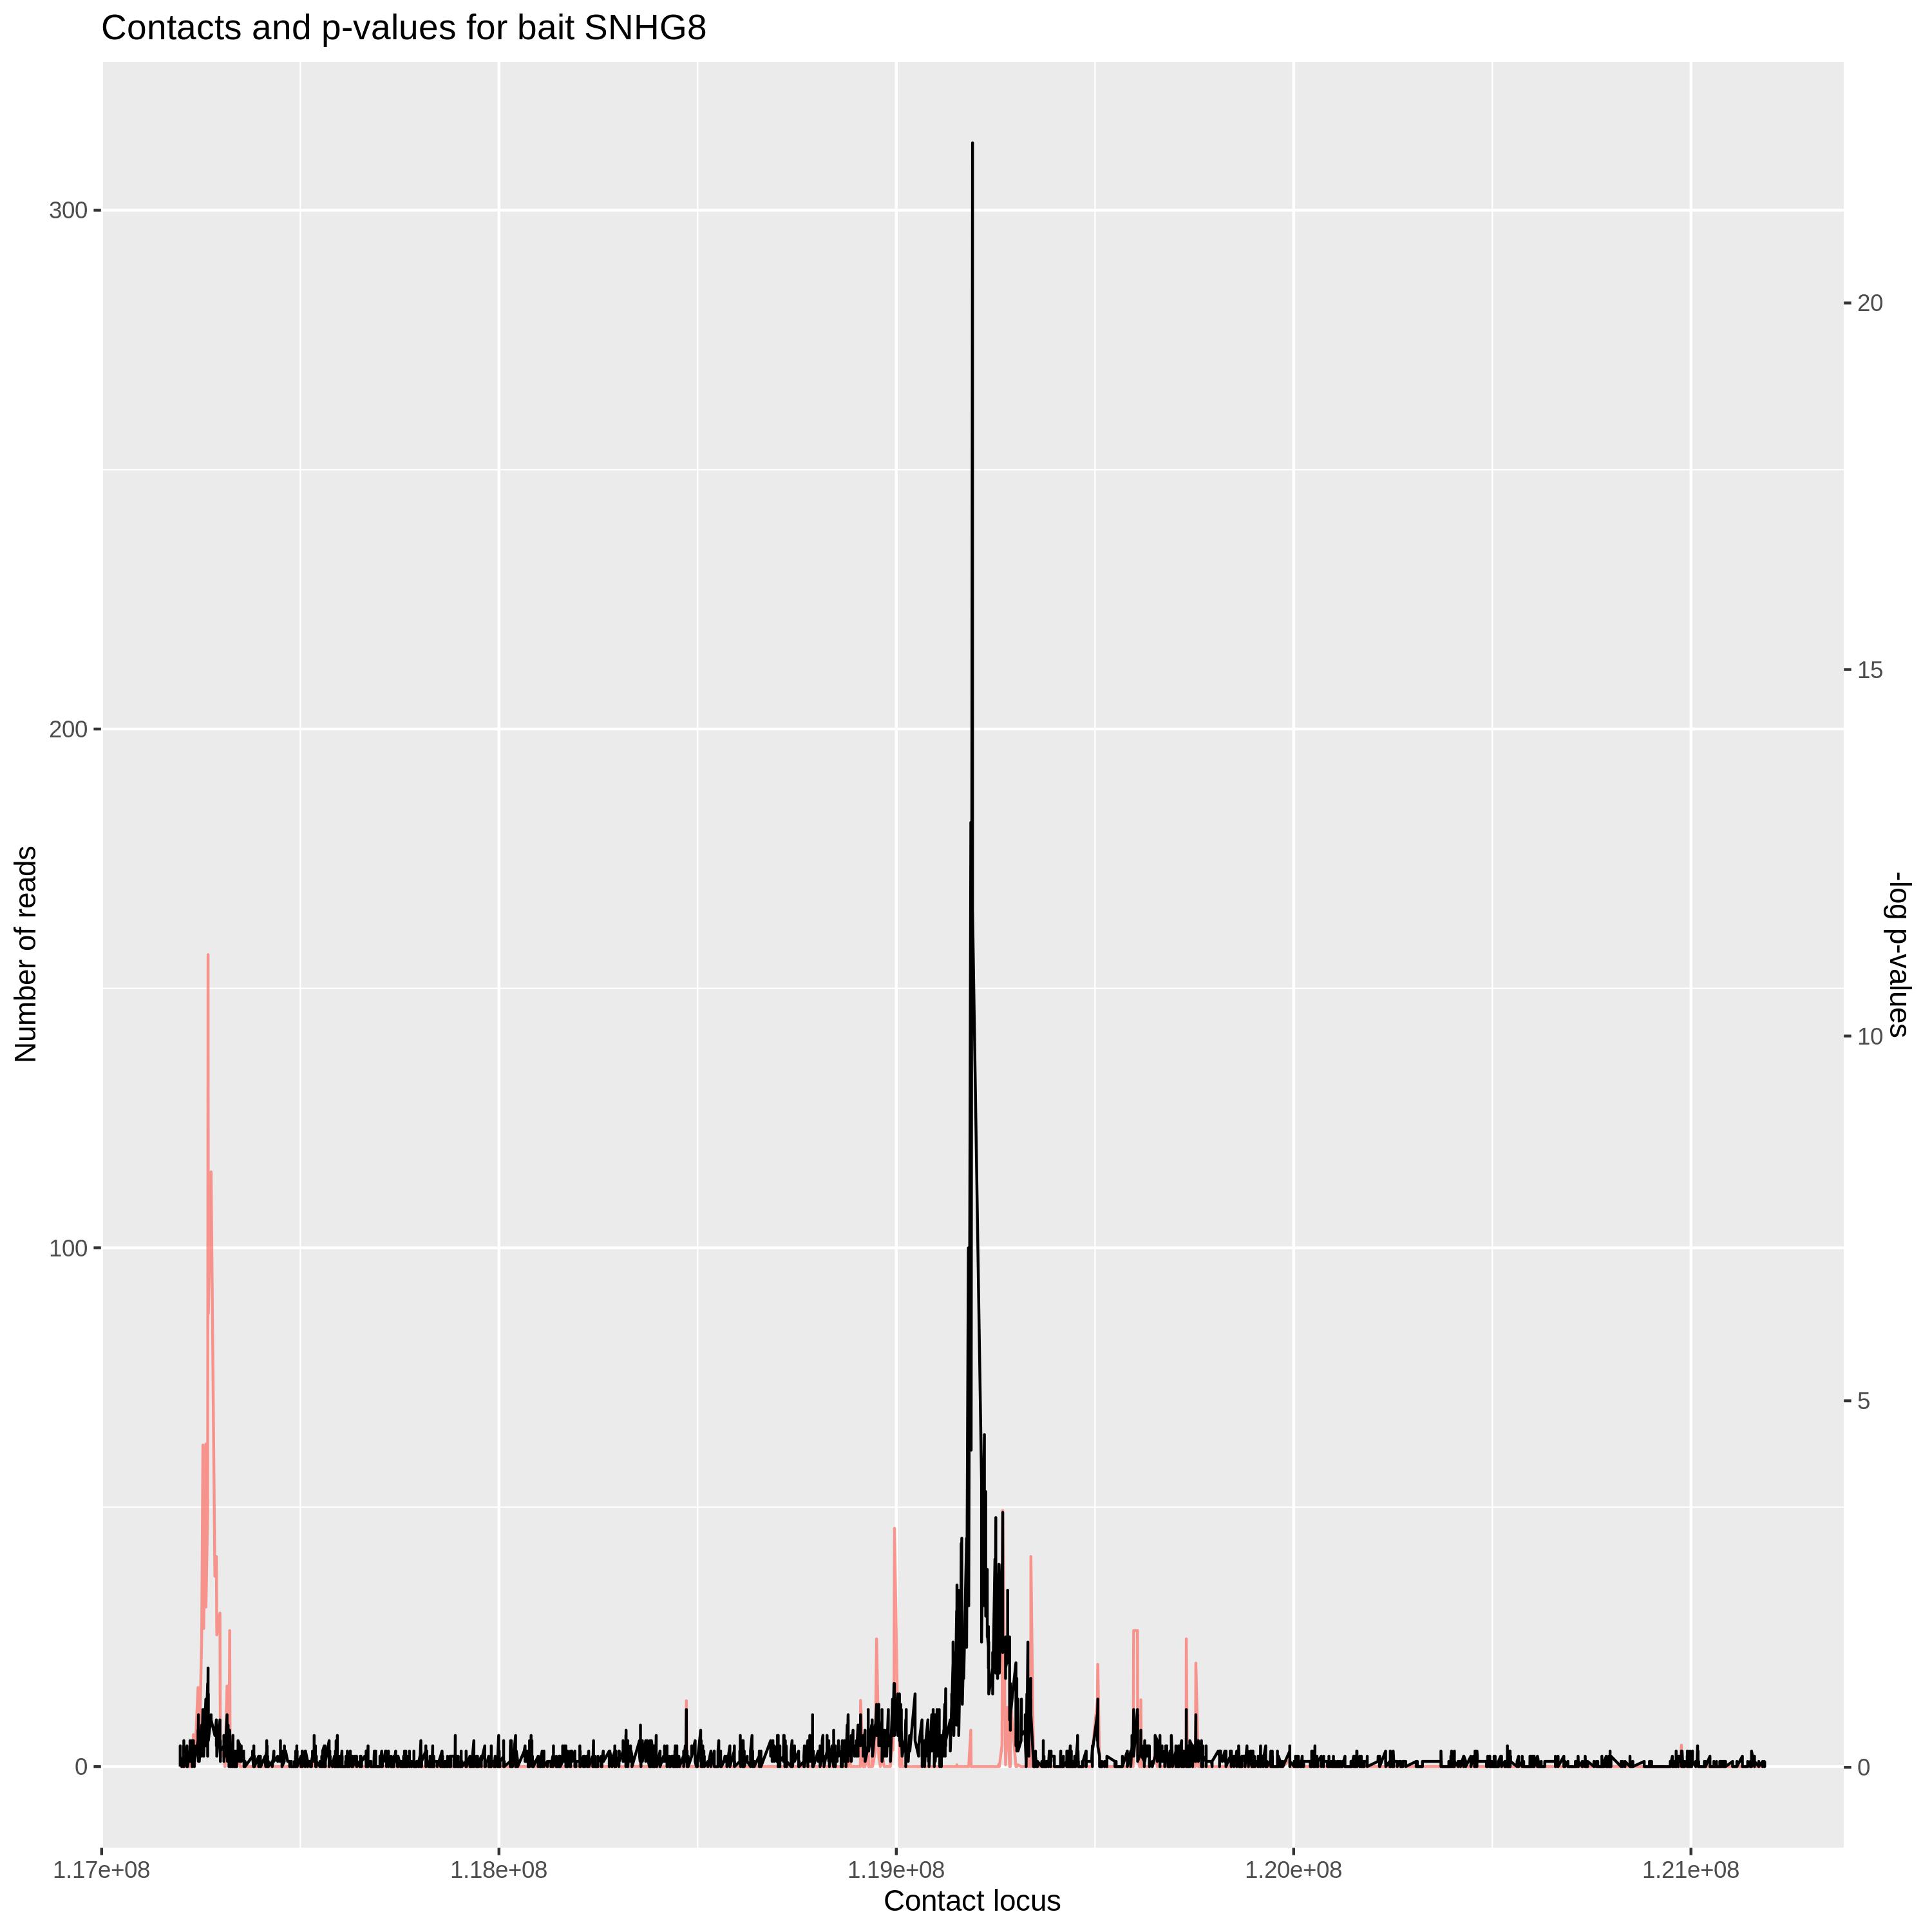 Contacts and p-values for bait SNHG8
300
200
100
0
20
15
10
5
0
Number of reads
-log p-values
1.17e+08
1.18e+08
1.19e+08
1.20e+08
1.21e+08
Contact locus